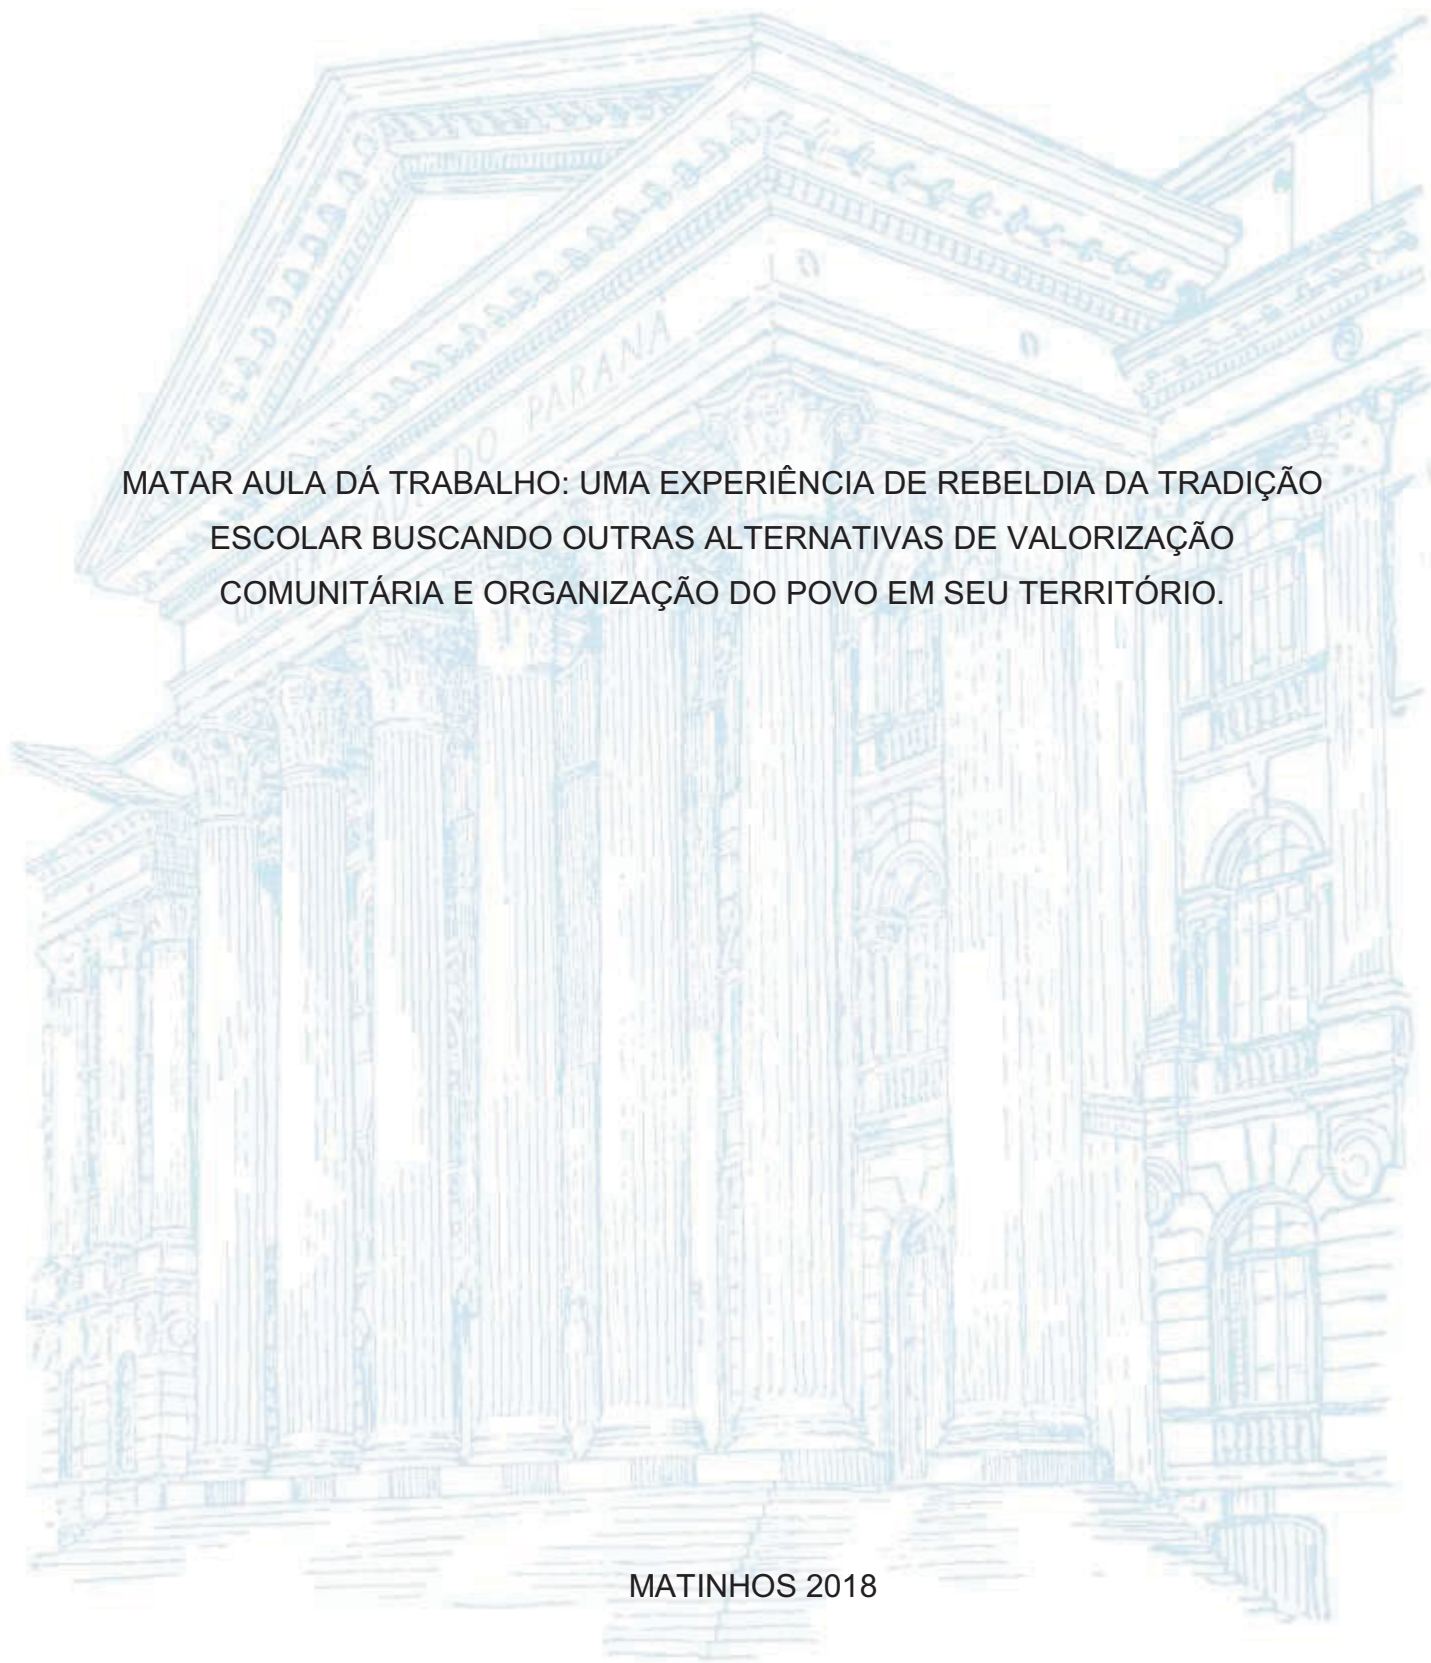 DO PARANÁ
MATAR AULA DÁ TRABALHO: UMA EXPERIÊNCIA DE REBELDIA DA TRADIÇÃO
ESCOLAR BUSCANDO OUTRAS ALTERNATIVAS DE VALORIZAÇÃO
COMUNITÁRIA E ORGANIZAÇÃO DO POVO EM SEU TERRITÓRIO.
MATINHOS 2018